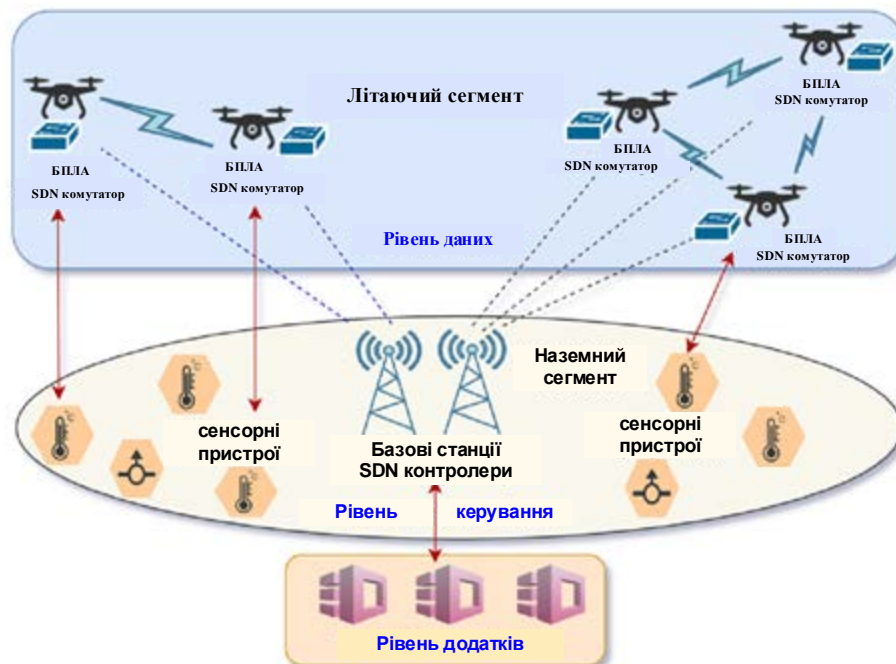 Літаючий сегмент
БПЛА
SDN комутатор
БПЛА
SDN комутатор
БПЛА
SDN комутатор
БПЛА
SDN комутатор
БПЛА
SDN комутатор
Рівень даних
Наземний
сегмент
сенсорні
пристрої
Базові станції
SDN контролери
сенсорні
пристрої
Рівень керування
Рівень додатків